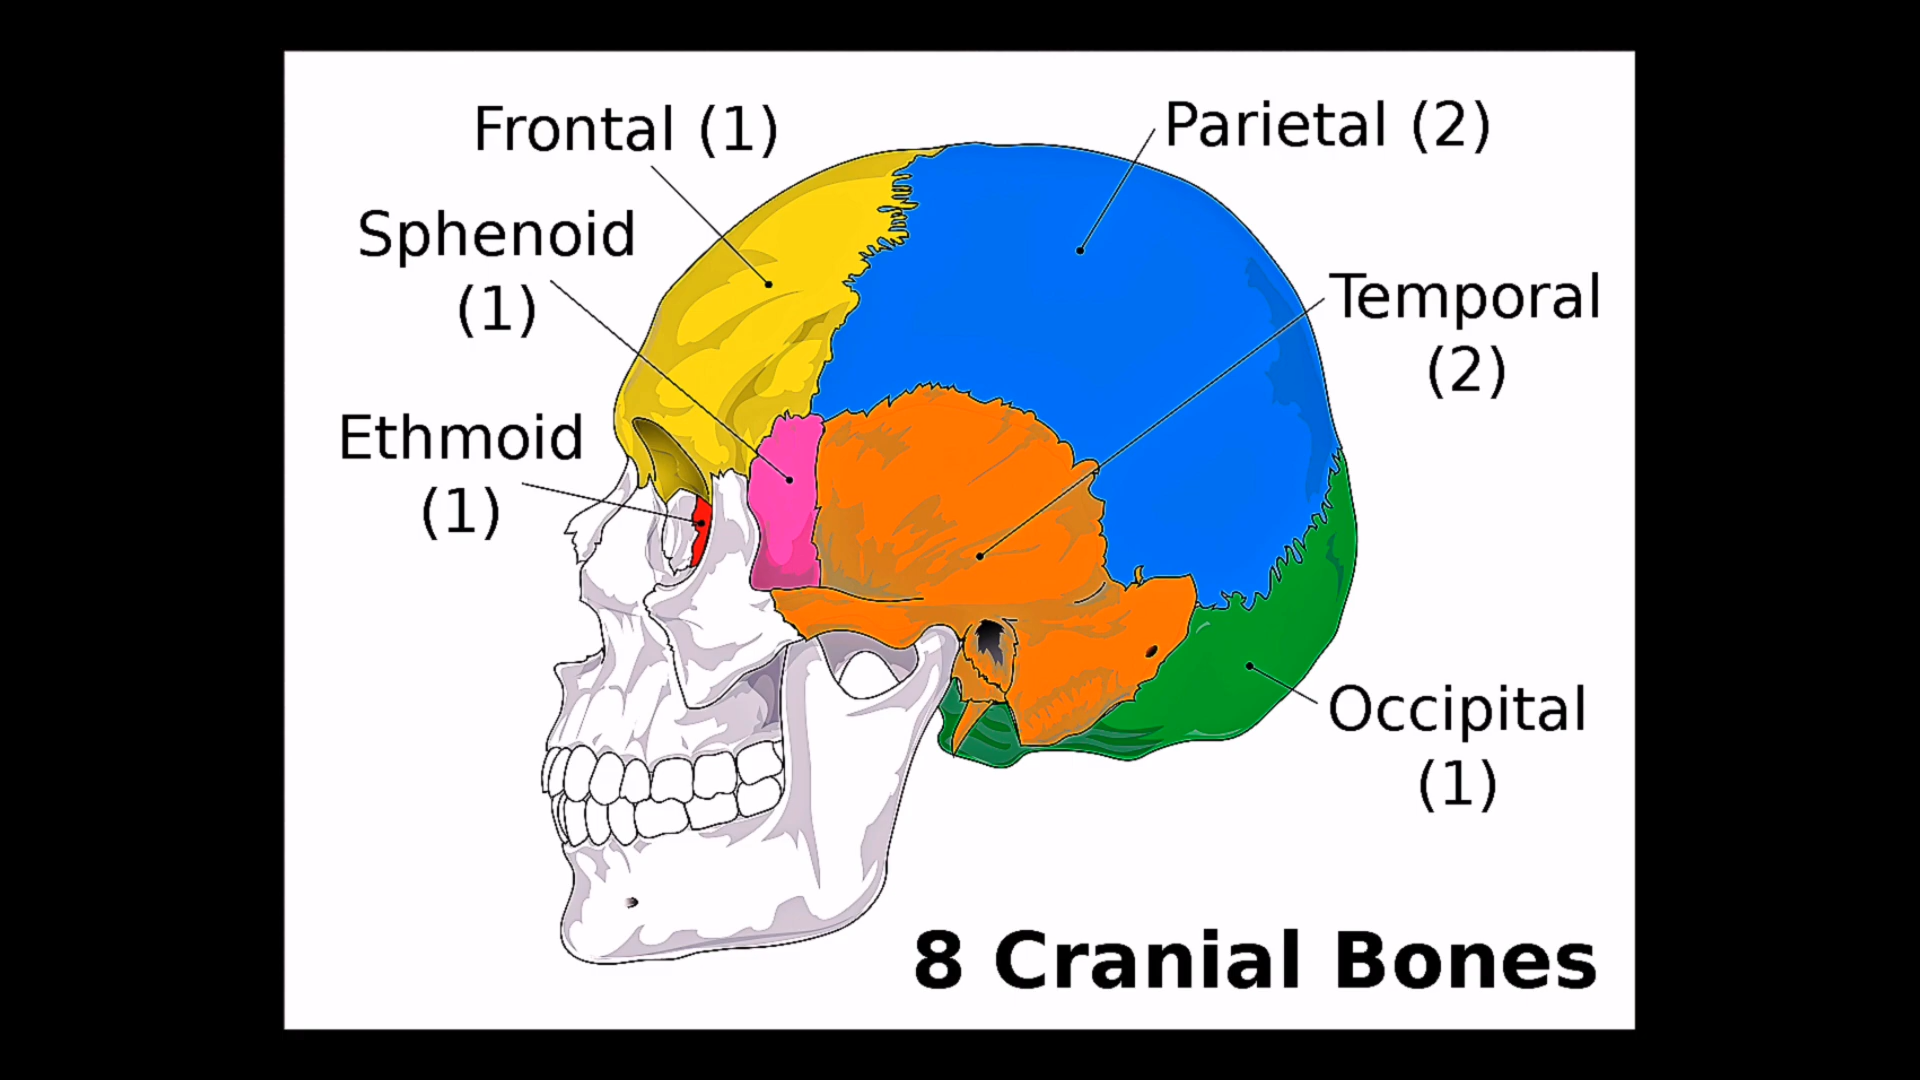 Frontal (1)
Parietal (2)
Sphenoid
(1)
Temporal
(2)
Ethmoid
(1)
Occipital
(1)
8 Cranial Bones